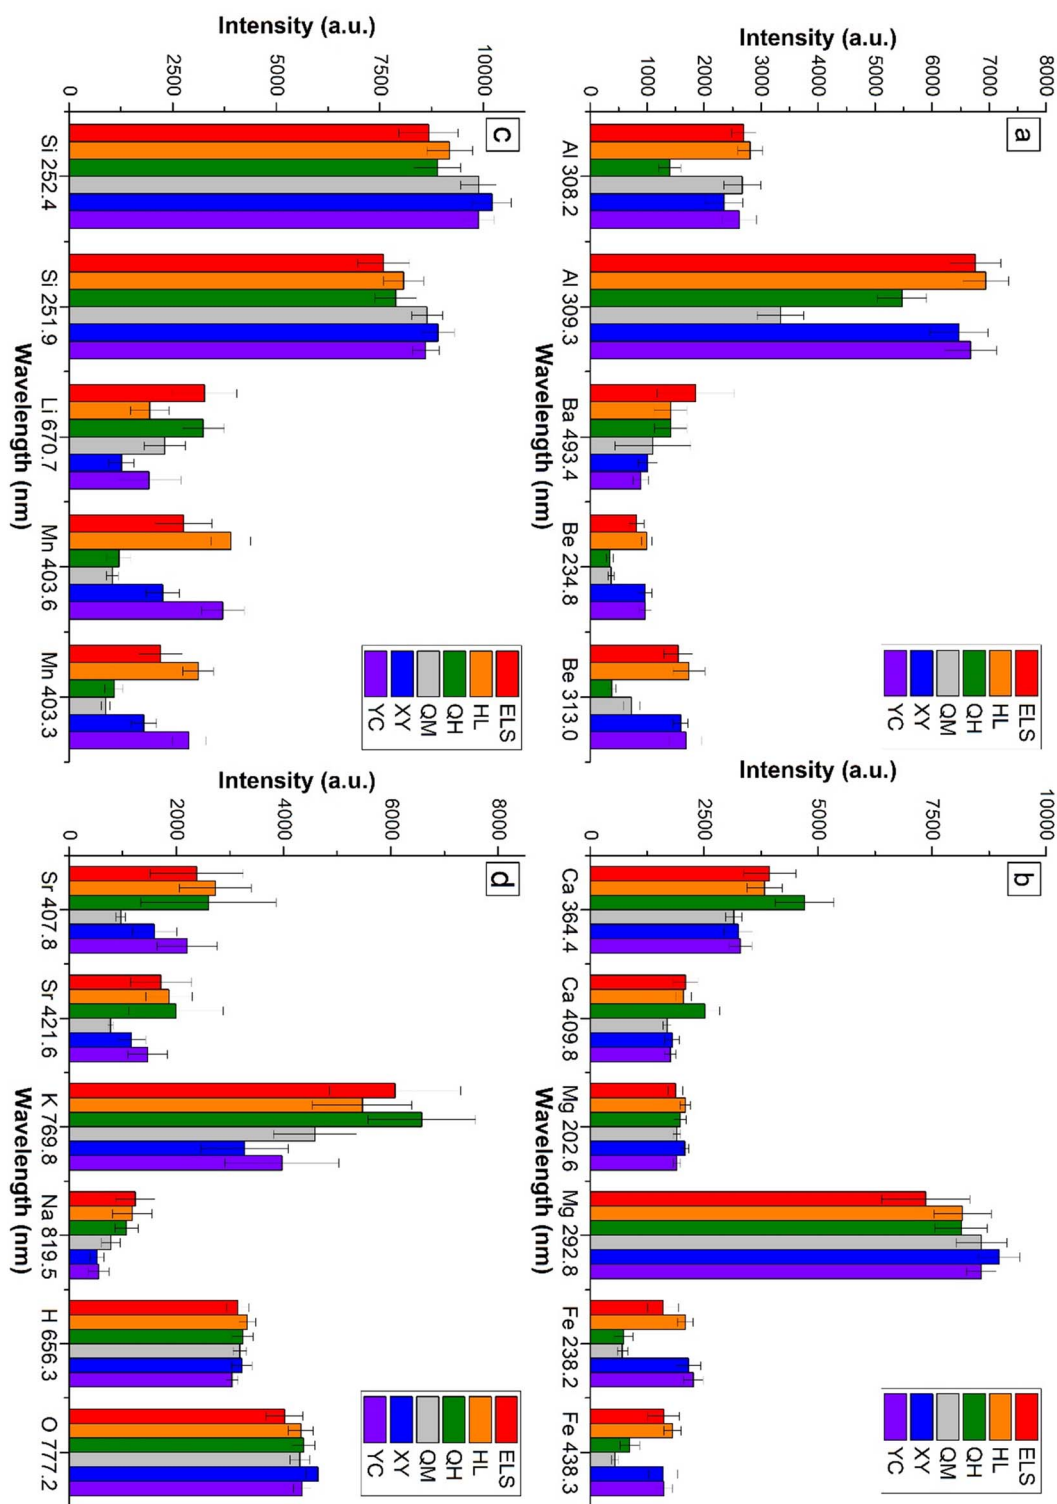 a
Intensity (a.u.)
8000
7000
6000
5000
4000
3000
2000
1000
0
ELS
HL
QH
QM
XY
YC
Al 308.2
Al 309.3
Ba 493.4
Be 234.8
Be 313.0
Wavelength (nm)
b
Intensity (a.u.)
10000
7500
5000
2500
0
ELS
HL
QH
QM
XY
YC
Ca 364.4
Ca 409.8
Mg 202.6
Mg 292.8
Fe 238.2
Fe 438.3
Wavelength (nm)
c
Intensity (a.u.)
10000
7500
5000
2500
0
ELS
HL
QH
QM
XY
YC
Si 252.4
Si 251.9
Li 670.7
Mn 403.6
Mn 403.3
Wavelength (nm)
d
Intensity (a.u.)
8000
6000
4000
2000
0
ELS
HL
QH
QM
XY
YC
Sr 407.8
Sr 421.6
K 769.8
Na 819.5
H 656.3
O 777.2
Wavelength (nm)